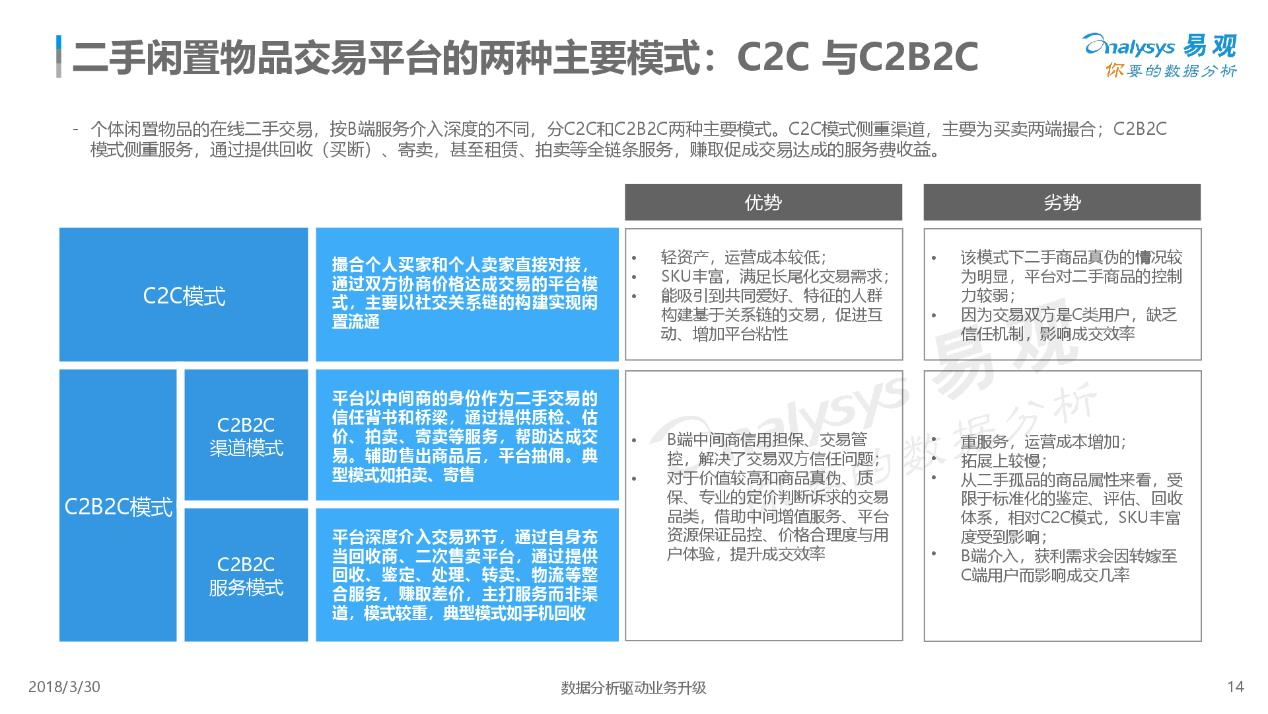 二手闲置物品交易平台的两种主要模式：C2C 与C2B2C
analysys 易观
你要的数据分析
- 个体闲置物品的在线二手交易，按B端服务介入深度的不同，分C2C和C2B2C两种主要模式。C2C模式侧重渠道，主要为买卖两端撮合；C2B2C
模式侧重服务，通过提供回收（买断）、寄卖，甚至租赁、拍卖等全链条服务，赚取促成交易达成的服务费收益。
优势
劣势
C2C模式
撮合个人买家和个人卖家直接对接，
通过双方协商价格达成交易的平台模
式，主要以社交关系链的构建实现闲
置流通
• 轻资产，运营成本较低；
• SKU丰富，满足长尾化交易需求；
• 能吸引到共同爱好、特征的人群
构建基于关系链的交易，促进互
动、增加平台粘性
• 该模式下二手商品真伪的情况较
为明显，平台对二手商品的控制
力较弱；
• 因为交易双方是C类用户，缺乏
信任机制，影响成交效率
C2B2C模式
C2B2C
渠道模式
平台以中间商的身份作为二手交易的
信任背书和桥梁，通过提供质检、估
价、拍卖、寄卖等服务，帮助达成交
易。辅助售出商品后，平台抽佣。典
型模式如拍卖、寄售
C2B2C
服务模式
平台深度介入交易环节，通过自身充
当回收商、二次售卖平台，通过提供
回收、鉴定、处理、转卖、物流等整
合服务，赚取差价，主打服务而非渠
道，模式较重，典型模式如手机回收
• B端中间商信用担保、交易管
控，解决了交易双方信任问题；
• 对于价值较高和商品真伪、质
保、专业的定价判断诉求的交易
品类，借助中间增值服务、平台
资源保证品控、价格合理度与用
户体验，提升成交效率
• 重服务，运营成本增加；
• 拓展上较慢；
• 从二手孤品的商品属性来看，受
限于标准化的鉴定、评估、回收
体系，相对C2C模式，SKU丰富
度受到影响；
• B端介入，获利需求会因转嫁至
C端用户而影响成交几率
analysys 易观
的数据分析
2018/3/30
数据分析驱动业务升级
14